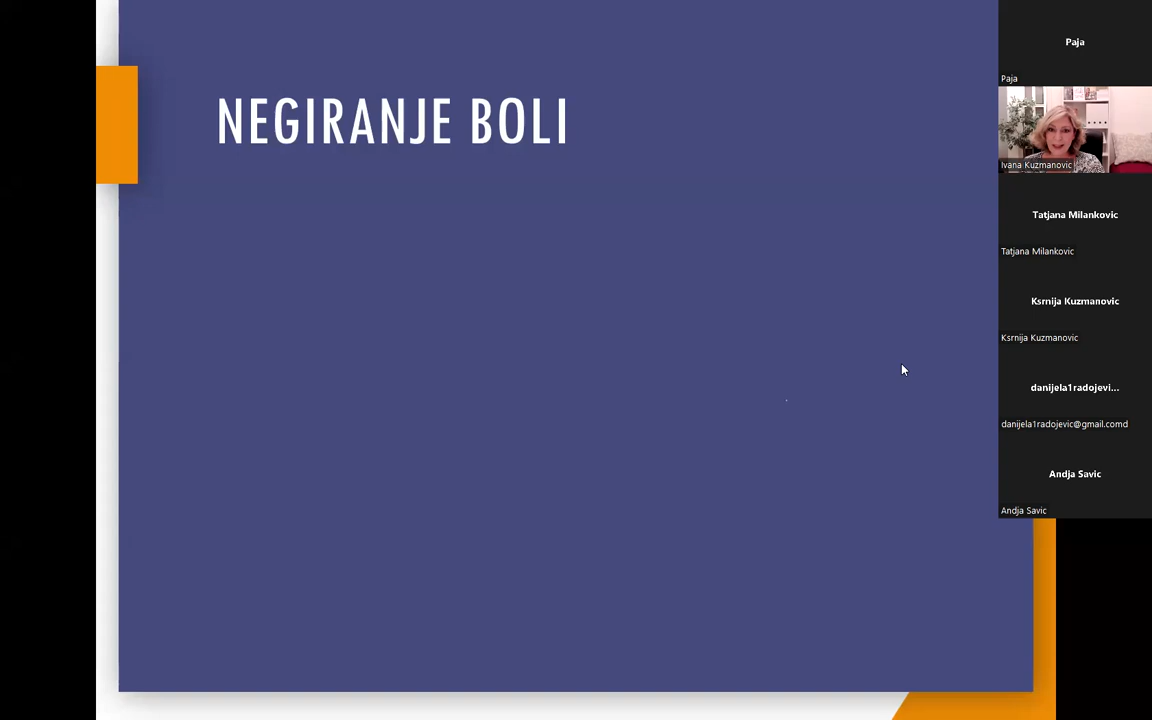 NEGIRANJE BOLI
Paja
Paja
Ivana Kuzmanovic
Tatjana Milankovic
Tatjana Milankovic
Ksrnija Kuzmanovic
Ksrnija Kuzmanovic
danijela1radojevi...
danijela1radojevic@gmail.comd
Andja Savic
Andja Savic